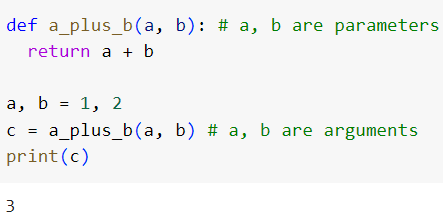 def a_plus_b(a, b): # a, b are parameters
  return a + b

a, b = 1, 2
c = a_plus_b(a, b) # a, b are arguments
print(c)
3